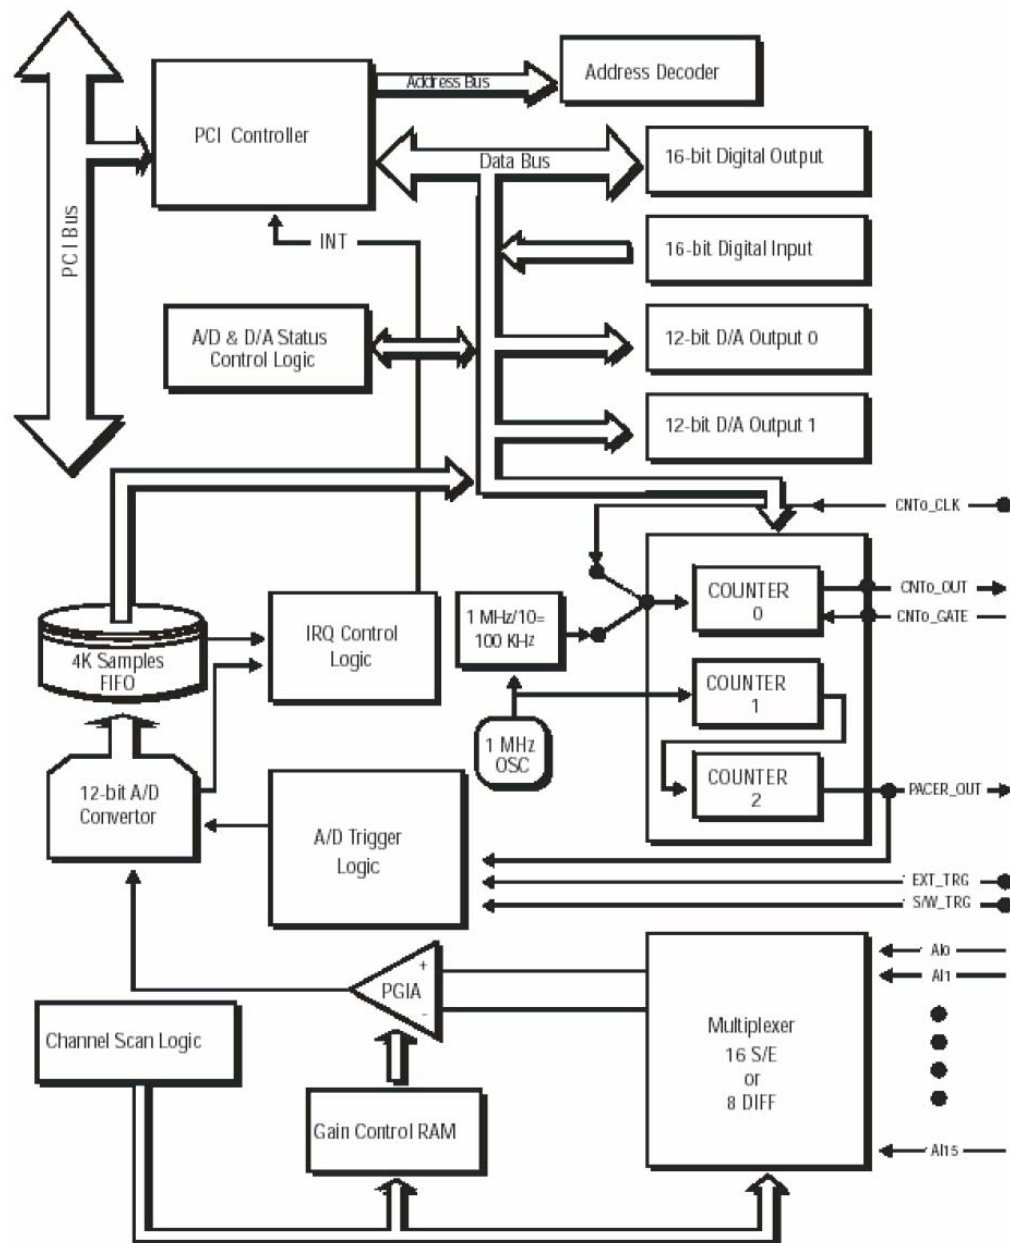 Address Decoder
Address Bus
PCI Controller
Data Bus
16-bit Digital Output
PCI Bus
INT
16-bit Digital Input
A/D & D/A Status
Control Logic
12-bit D/A Output 0
12-bit D/A Output 1
CNTo_CLK
COUNTER
0
CNTo_OUT
CNTo_GATE
1 MHz/10=
100 KHz
IRQ Control
Logic
4K Samples
FIFO
COUNTER
1
1 MHz
OSC
COUNTER
2
PACER_OUT
12-bit A/D
Convertor
A/D Trigger
Logic
EXT_TRG
S/W_TRG
AI0
AI1
+
PGIA
-
Multiplexer
16 S/E
or
8 DIFF
Channel Scan Logic
Gain Control RAM
AI15